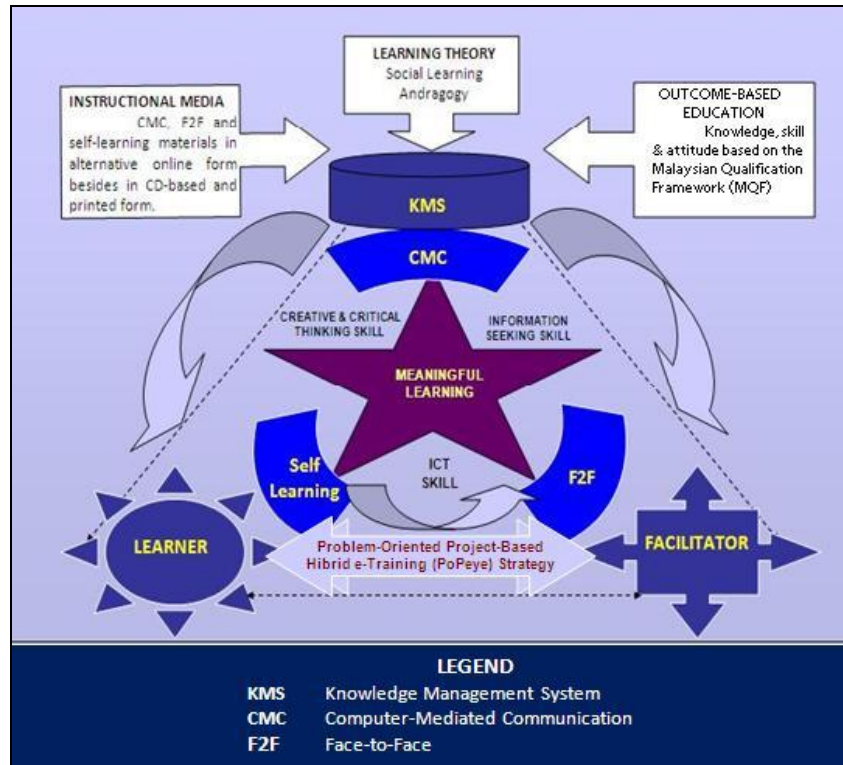 LEARNING THEORY
Social Learning
Andragogy
INSTRUCTIONAL MEDIA
CMC, F2F and
self-learning materials in
alternative online form
besides in CD-based and
printed form.
OUTCOME-BASED
EDUCATION
Knowledge, skill
& attitude based on the
Malaysian Qualification
Framework (MQF)
KMS
CMC
CREATIVE & CRITICAL
THINKING SKILL
INFORMATION
SEEKING SKILL
MEANINGFUL
LEARNING
Self
Learning
ICT
SKILL
F2F
LEARNER
Problem-Oriented Project-Based
Hibrid e-Training (PoPeye) Strategy
FACILITATOR
LEGEND
KMS Knowledge Management System
CMC Computer-Mediated Communication
F2F Face-to-Face